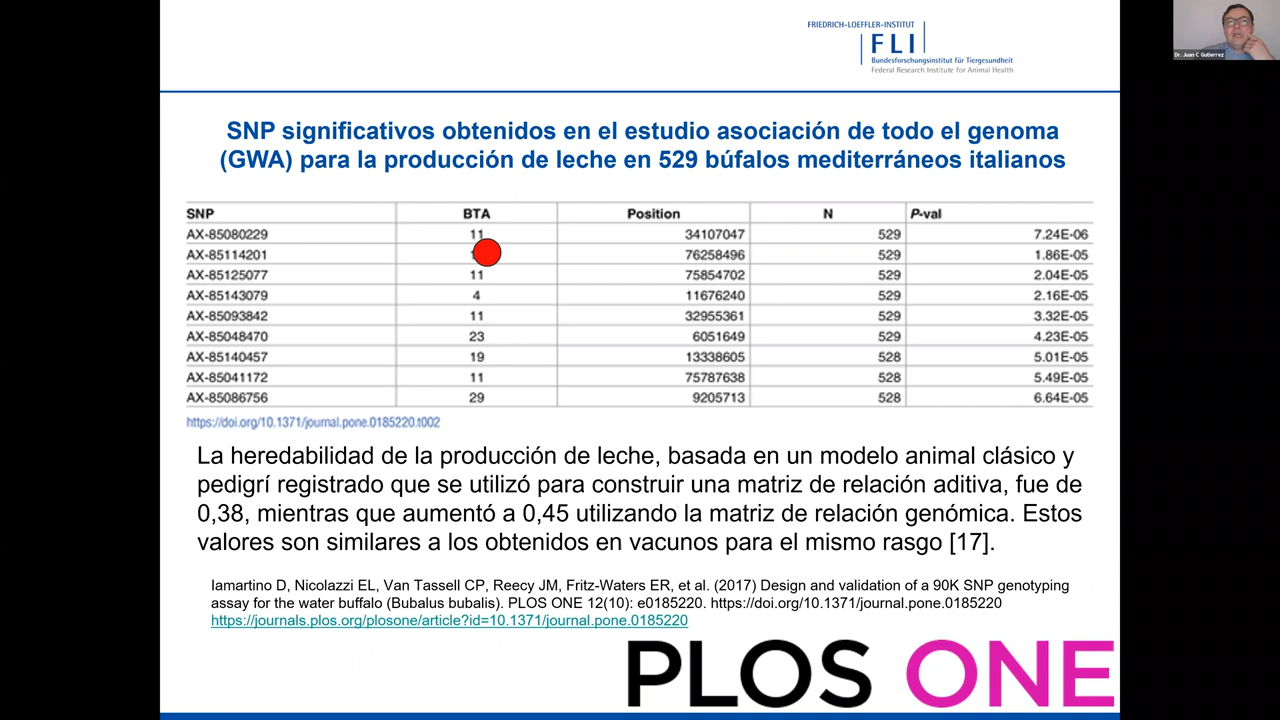 FRIEDRICH-LOEFFLER-INSTITUT
FLI
Bundesforschungsinstitut für Tiergesundheit
Federal Research Institute for Animal Health
Dr. Juan C Gutierrez
SNP significativos obtenidos en el estudio asociación de todo el genoma
(GWA) para la producción de leche en 529 búfalos mediterráneos italianos
SNP BTA Position N P-val
AX-85080229 11 34107047 529 7.24E-06
AX-85114201 76258496 529 1.86E-05
AX-85125077 11 75854702 529 2.04E-05
AX-85143079 4 11676240 529 2.16E-05
AX-85093842 11 32955361 529 3.32E-05
AX-85048470 23 6051649 529 4.23E-05
AX-85140457 19 13338605 528 5.01E-05
AX-85041172 11 75787638 528 5.49E-05
AX-85086756 29 9205713 528 6.64E-05
https://doi.org/10.1371/journal.pone.0185220.t002
La heredabilidad de la producción de leche, basada en un modelo animal clásico y
pedigrí registrado que se utilizó para construir una matriz de relación aditiva, fue de
0,38, mientras que aumentó a 0,45 utilizando la matriz de relación genómica. Estos
valores son similares a los obtenidos en vacunos para el mismo rasgo [17].
Iamartino D, Nicolazzi EL, Van Tassell CP, Reecy JM, Fritz-Waters ER, et al. (2017) Design and validation of a 90K SNP genotyping
assay for the water buffalo (Bubalus bubalis). PLOS ONE 12(10): e0185220. https://doi.org/10.1371/journal.pone.0185220
https://journals.plos.org/plosone/article?id=10.1371/journal.pone.0185220
PLOS ONE